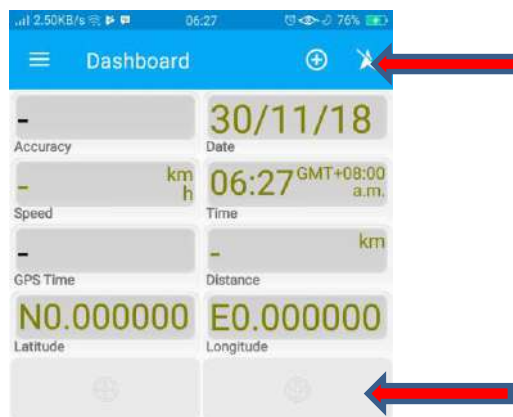 2.50KB/s 06:27 76%
Dashboard
- 30/11/18
Accuracy Date
- km h 06:27 GMT+08:00 a.m.
Speed Time
- - km
GPS Time Distance
N0.000000 E0.000000
Latitude Longitude